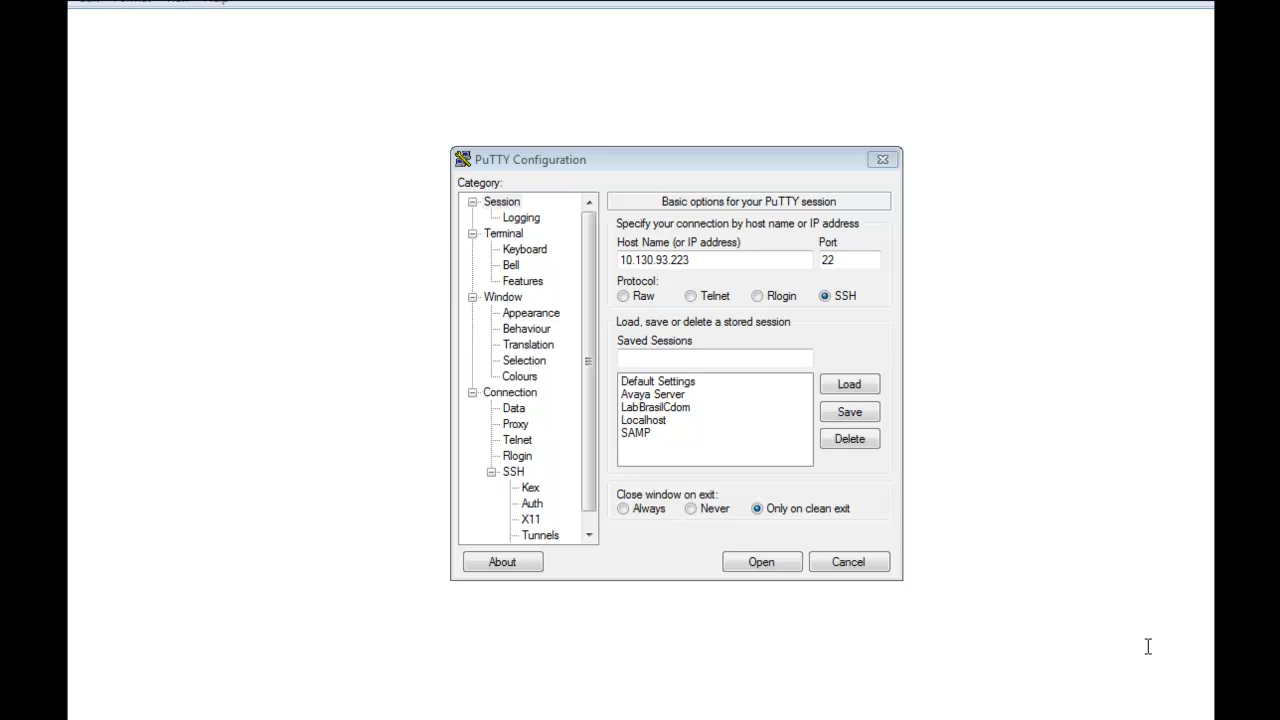 PuTTY Configuration
Category:
Session
Logging
Terminal
Keyboard
Bell
Features
Window
Appearance
Behaviour
Translation
Selection
Colours
Connection
Data
Proxy
Telnet
Rlogin
SSH
Kex
Auth
X11
Tunnels
Basic options for your PuTTY session
Specify your connection by host name or IP address
Host Name (or IP address) Port
10.130.93.223 22
Protocol:
Raw Telnet Rlogin SSH
Load, save or delete a stored session
Saved Sessions
Default Settings
Avaya Server
LabBrasilCdom
Localhost
SAMP
Load
Save
Delete
Close window on exit:
Always Never Only on clean exit
About Open Cancel